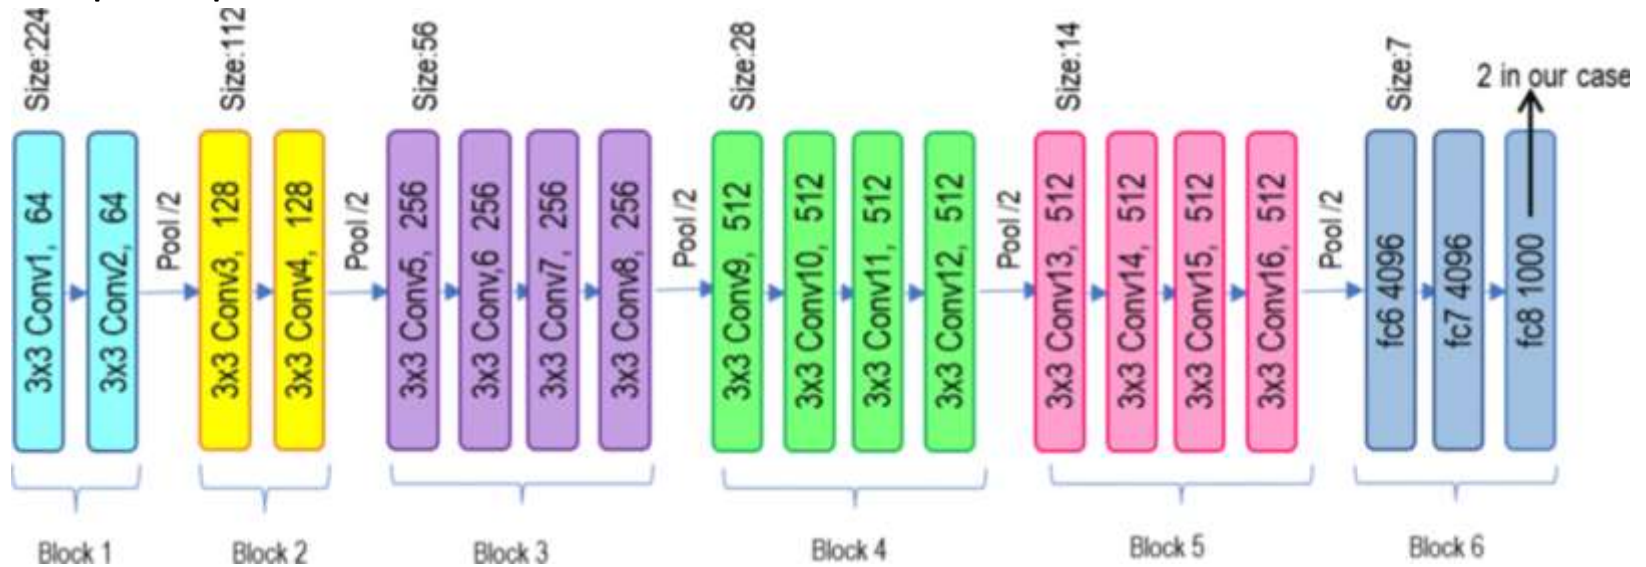 Size:224
Size:112
Size:56
Size:28
Size:14
Size:7
2 in our case
3x3 Conv1, 64
3x3 Conv2, 64
Pool /2
3x3 Conv3, 128
3x3 Conv4, 128
Pool /2
3x3 Conv5, 256
3x3 Conv,6 256
3x3 Conv7, 256
3x3 Conv8, 256
Pool /2
3x3 Conv9, 512
3x3 Conv10, 512
3x3 Conv11, 512
3x3 Conv12, 512
Pool /2
3x3 Conv13, 512
3x3 Conv14, 512
3x3 Conv15, 512
3x3 Conv16, 512
Pool /2
fc6 4096
fc7 4096
fc8 1000
Block 1
Block 2
Block 3
Block 4
Block 5
Block 6